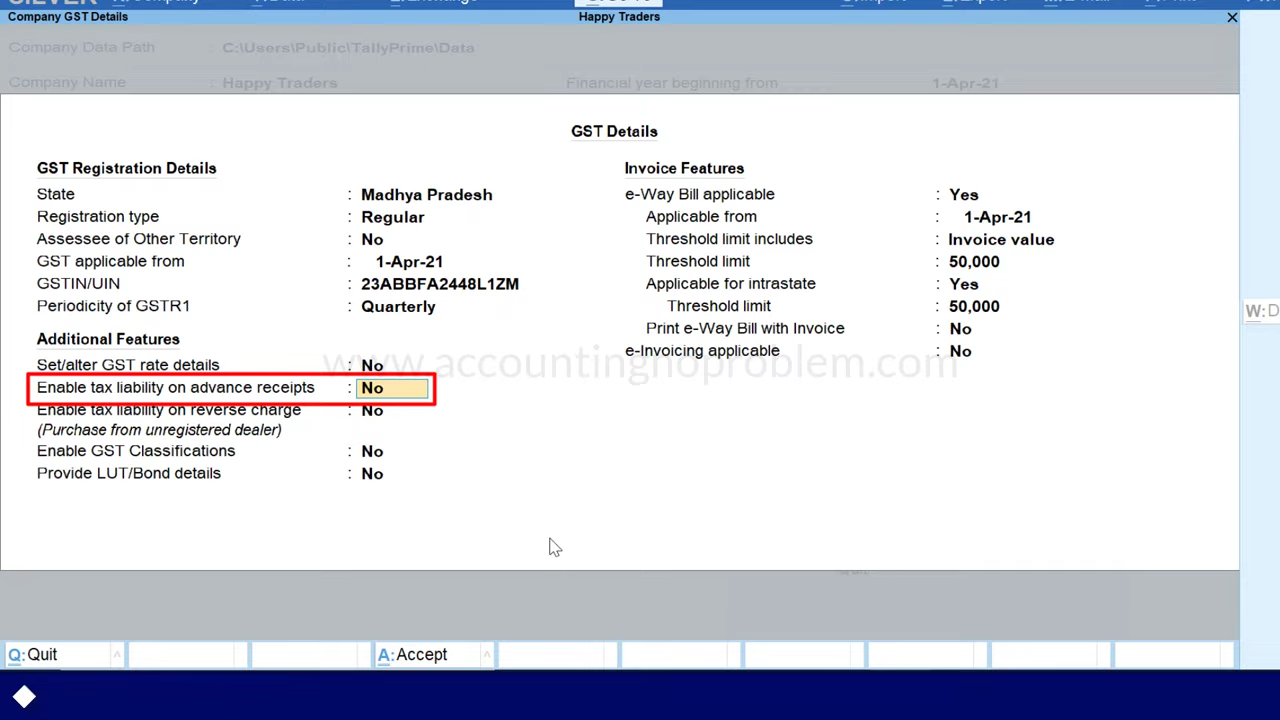 Company GST Details
Happy Traders
Company Data Path : C:\Users\Public\TallyPrime\Data
Company Name : Happy Traders Financial year beginning from 1-Apr-21
GST Details
GST Registration Details
State : Madhya Pradesh
Registration type : Regular
Assessee of Other Territory : No
GST applicable from : 1-Apr-21
GSTIN/UIN : 23ABBFA2448L1ZM
Periodicity of GSTR1 : Quarterly
Additional Features
Set/alter GST rate details : No
Enable tax liability on advance receipts : No
Enable tax liability on reverse charge : No
(Purchase from unregistered dealer)
Enable GST Classifications : No
Provide LUT/Bond details : No
Invoice Features
e-Way Bill applicable : Yes
Applicable from : 1-Apr-21
Threshold limit includes : Invoice value
Threshold limit : 50,000
Applicable for intrastate : Yes
Threshold limit : 50,000
Print e-Way Bill with Invoice : No
e-Invoicing applicable : No
www.accountingnoproblem.com
W: D
Q: Quit
A: Accept